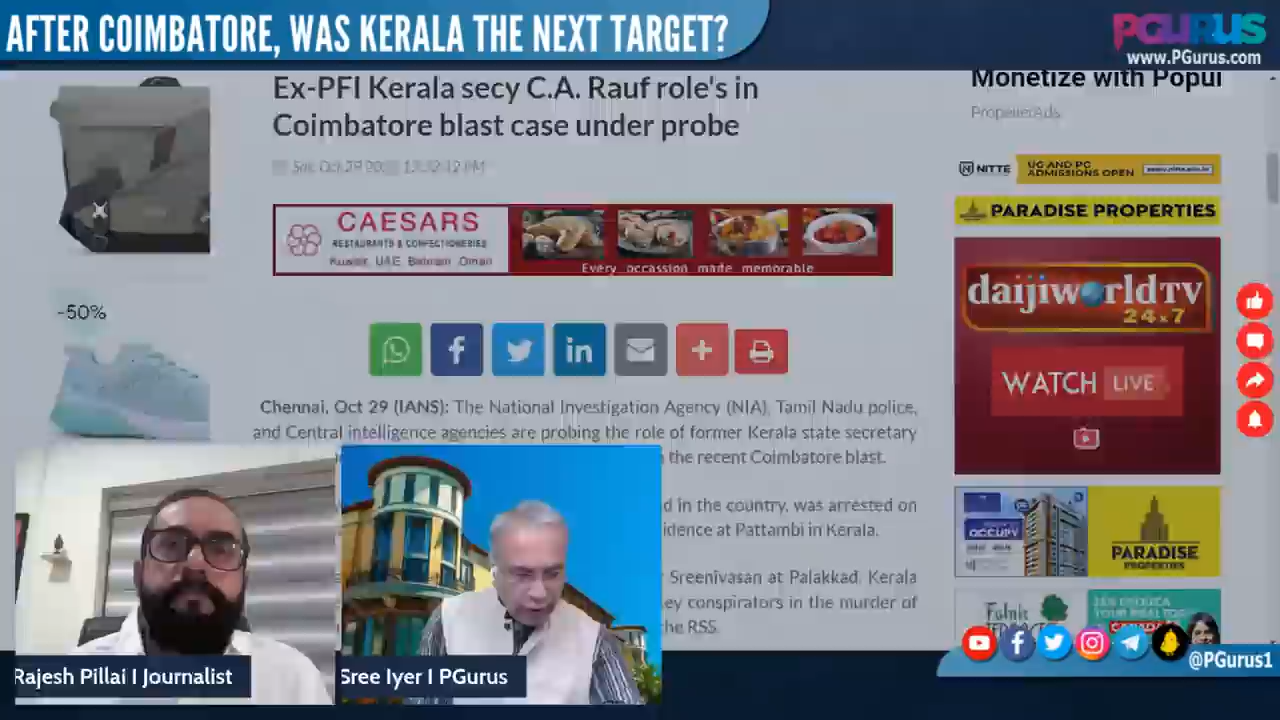 AFTER COIMBATORE, WAS KERALA THE NEXT TARGET?
PGURUS
www.PGurus.com
Ex-PFI Kerala secy C.A. Rauf role's in
Coimbatore blast case under probe
Sat, Oct 29
CAESARS
RESTAURANTS & CONFECTIONERIES
Kuwait, UAE, Bahrain, Oman
Every occassion made memorable
-50%
Chennai, Oct 29 (IANS): The National Investigation Agency (NIA), Tamil Nadu police,
and Central intelligence agencies are probing the role of former Kerala state secretary
the recent Coimbatore blast.
d in the country, was arrested on
idence at Pattambi in Kerala.
Sreenivasan at Palakkad, Kerala
ey conspirators in the murder of
the RSS.
Monetize with Popul
PropellerAds
NITTE
UG AND PG
ADMISSIONS OPEN
PARADISE PROPERTIES
daijiworld TV
24x7
WATCH LIVE
OCCUPY
PARADISE
PROPERTIES
Rajesh Pillai I Journalist
Sree Iyer I PGurus
@PGurus1